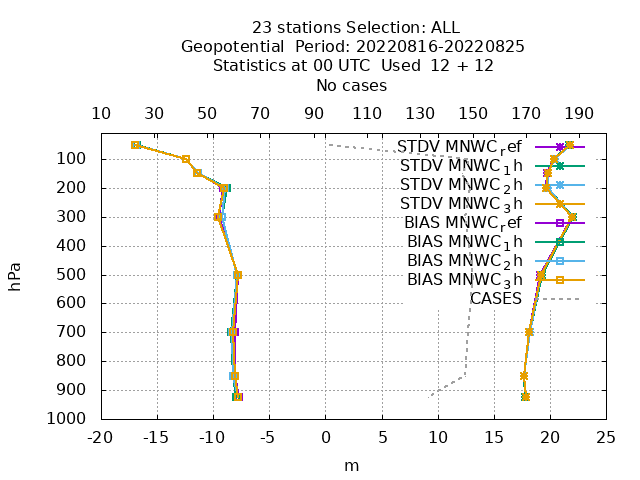 23 stations Selection: ALL
Geopotential  Period: 20220816-20220825
Statistics at 00 UTC  Used  12 + 12
No cases
10 30 50 70 90 110 130 150 170 190
STDV MNWC_ref
STDV MNWC_1h
STDV MNWC_2h
STDV MNWC_3h
BIAS MNWC_ref
BIAS MNWC_1h
BIAS MNWC_2h
BIAS MNWC_3h
CASES
hPa
100
200
300
400
500
600
700
800
900
1000
-20 -15 -10 -5 0 5 10 15 20 25
m